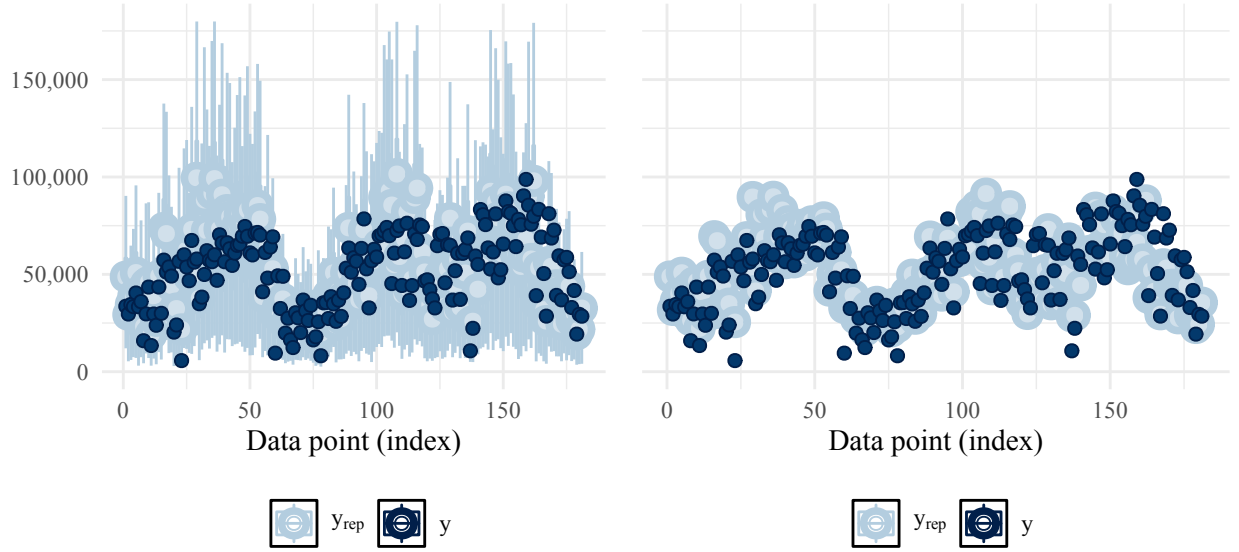 150,000
100,000
50,000
0
0 50 100 150
0 50 100 150
Data point (index)
Data point (index)
yrep y
yrep y